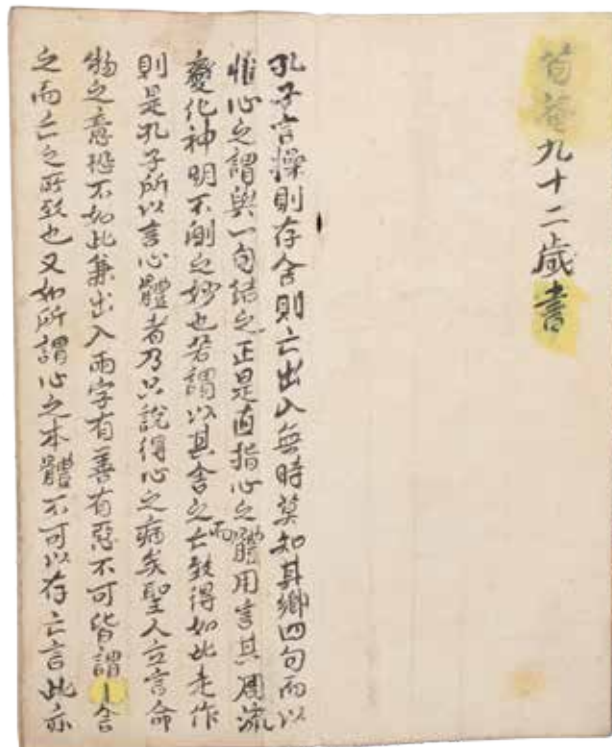 九十二歲書
孔子言操則存舍則亡出入無時莫知其鄉四句而以
惟心之謂與一句結之正是直指心之體用言其周流
變化神明不測之妙也若謂以其舍之而亡致得如此走作
則是孔子所以言心體者乃只說得心之病矣聖人立言命
物之意恐不如此兼出入兩字有善有惡不可皆謂舍
之而亡之所致也又如所謂心之本體不可以存亡言此亦